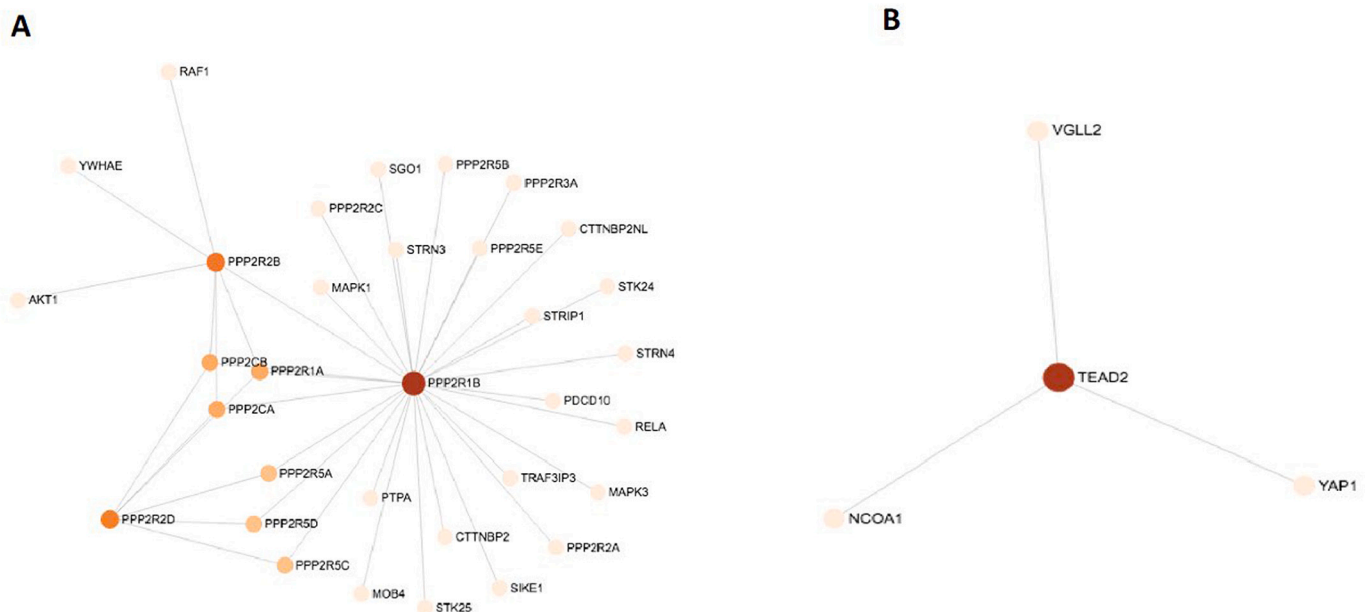 A
B
RAF1
YWHAE
SGO1
PPP2R5B
PPP2R3A
PPP2R2C
CTTNBP2NL
STRN3
PPP2R5E
PPP2R2B
MAPK1
STK24
AKT1
STRIP1
STRN4
PPP2CB
PPP2R1A
PPP2R1B
PDCD10
PPP2CA
RELA
PPP2R5A
TRAF3IP3
MAPK3
PTPA
PPP2R2D
PPP2R5D
CTTNBP2
PPP2R2A
PPP2R5C
SIKE1
MOB4
STK25
VGLL2
TEAD2
YAP1
NCOA1